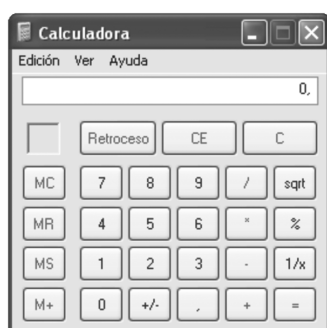 Calculadora
Edición Ver Ayuda
0,
Retroceso CE C
MC 7 8 9 / sqrt
MR 4 5 6 * %
MS 1 2 3 - 1/x
M+ 0 +/- , + =